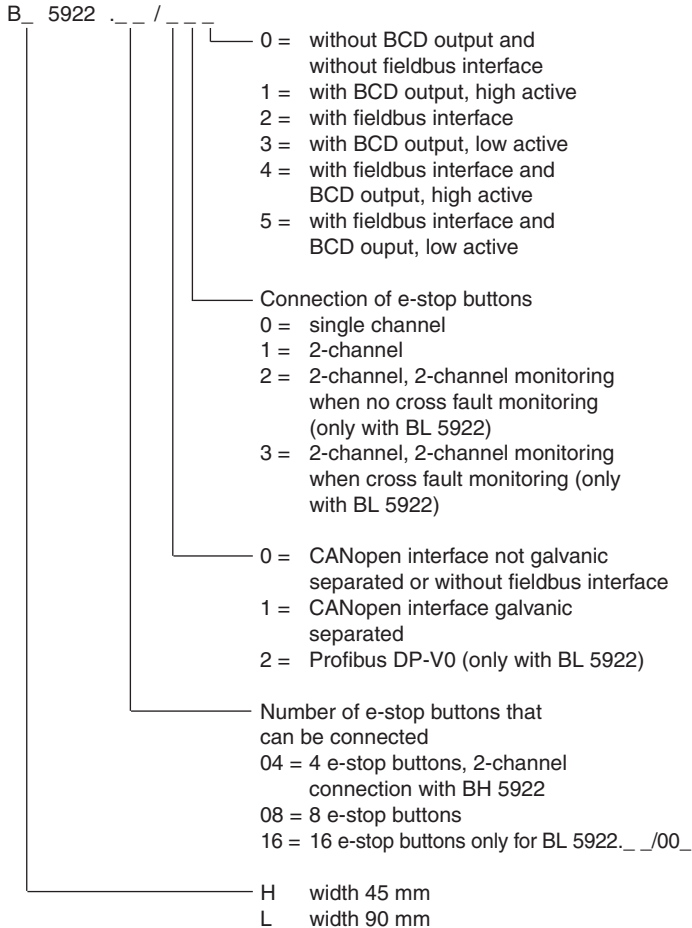 B_ 5922 ._ _ / _ _ _
0 = without BCD output and
without fieldbus interface
1 = with BCD output, high active
2 = with fieldbus interface
3 = with BCD output, low active
4 = with fieldbus interface and
BCD output, high active
5 = with fieldbus interface and
BCD ouput, low active
Connection of e-stop buttons
0 = single channel
1 = 2-channel
2 = 2-channel, 2-channel monitoring
when no cross fault monitoring
(only with BL 5922)
3 = 2-channel, 2-channel monitoring
when cross fault monitoring (only
with BL 5922)
0 = CANopen interface not galvanic
separated or without fieldbus interface
1 = CANopen interface galvanic
separated
2 = Profibus DP-V0 (only with BL 5922)
Number of e-stop buttons that
can be connected
04 = 4 e-stop buttons, 2-channel
connection with BH 5922
08 = 8 e-stop buttons
16 = 16 e-stop buttons only for BL 5922._ _/00_
H width 45 mm
L width 90 mm